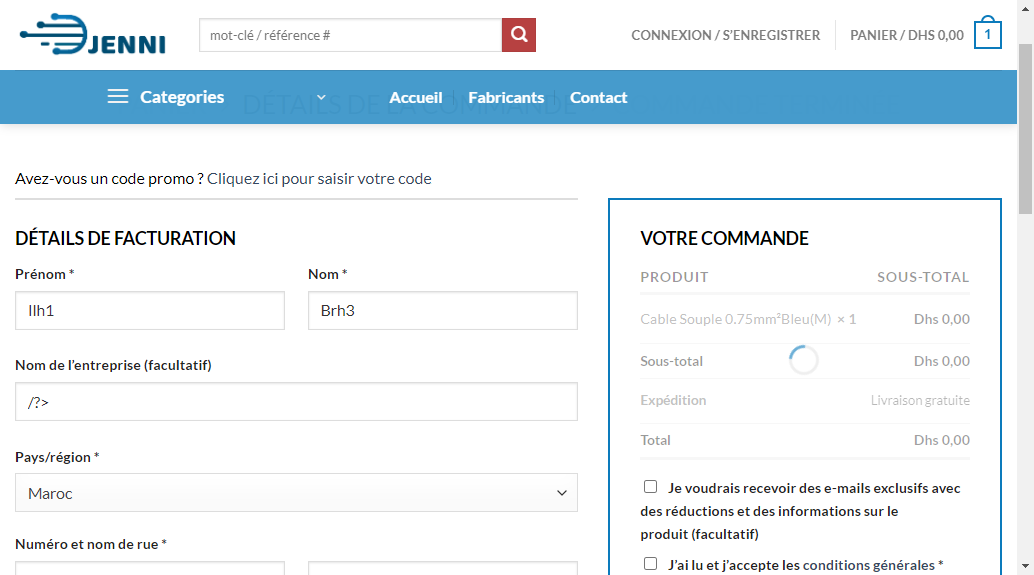 DJENNI
mot-clé / référence #
CONNEXION / S'ENREGISTRER
PANIER / DHS 0,00
1
Categories
Accueil
Fabricants
Contact
DÉTAILS DE LA COMMANDE
Avez-vous un code promo ? Cliquez ici pour saisir votre code
DÉTAILS DE FACTURATION
Prénom *
Nom *
Ilh1
Brh3
Nom de l’entreprise (facultatif)
/?>
Pays/région *
Maroc
Numéro et nom de rue *
VOTRE COMMANDE
PRODUIT SOUS-TOTAL
Cable Souple 0.75mm²Bleu(M) × 1 Dhs 0,00
Sous-total Dhs 0,00
Expédition Livraison gratuite
Total Dhs 0,00
Je voudrais recevoir des e-mails exclusifs avec
des réductions et des informations sur le
produit (facultatif)
J’ai lu et j’accepte les conditions générales *